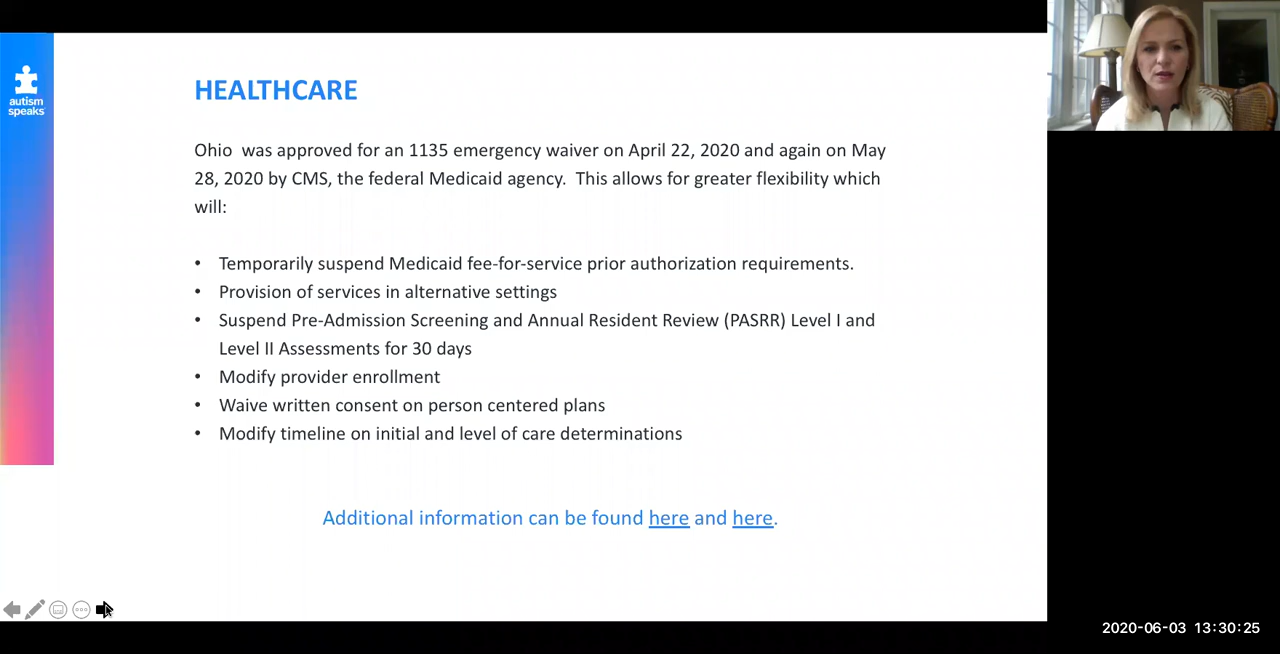 autism
speaks
HEALTHCARE
Ohio  was approved for an 1135 emergency waiver on April 22, 2020 and again on May
28, 2020 by CMS, the federal Medicaid agency.  This allows for greater flexibility which
will:
• Temporarily suspend Medicaid fee-for-service prior authorization requirements.
• Provision of services in alternative settings
• Suspend Pre-Admission Screening and Annual Resident Review (PASRR) Level I and
Level II Assessments for 30 days
• Modify provider enrollment
• Waive written consent on person centered plans
• Modify timeline on initial and level of care determinations
Additional information can be found here and here.
2020-06-03 13:30:25